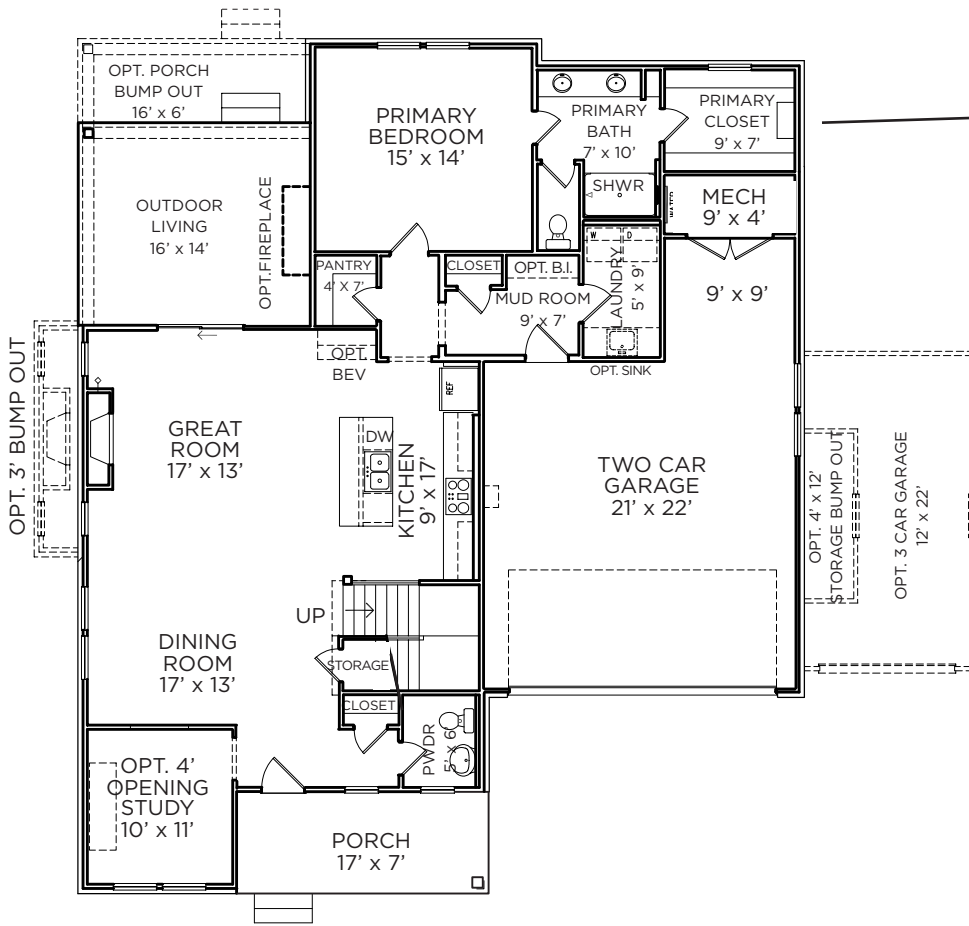 OPT. PORCH
BUMP OUT
16' x 6'
PRIMARY
BEDROOM
15' x 14'
PRIMARY
BATH
7' x 10'
PRIMARY
CLOSET
9' x 7'
OUTDOOR
LIVING
16' x 14'
OPT.FIREPLACE
SHWR
WATER
MECH
9' x 4'
PANTRY
4' x 7'
CLOSET
OPT. B.I.
MUD ROOM
9' x 7'
W
D
LAUNDRY
5' x 9'
OPT. SINK
9' x 9'
OPT.
BEV
REF
OPT. 3' BUMP OUT
GREAT
ROOM
17' x 13'
DW
KITCHEN
9' x 17'
TWO CAR
GARAGE
21' x 22'
OPT. 4' x 12'
STORAGE BUMP OUT
OPT. 3 CAR GARAGE
12' x 22'
UP
DINING
ROOM
17' x 13'
STORAGE
CLOSET
PWDR
5' x 6'
OPT. 4'
OPENING
STUDY
10' x 11'
PORCH
17' x 7'